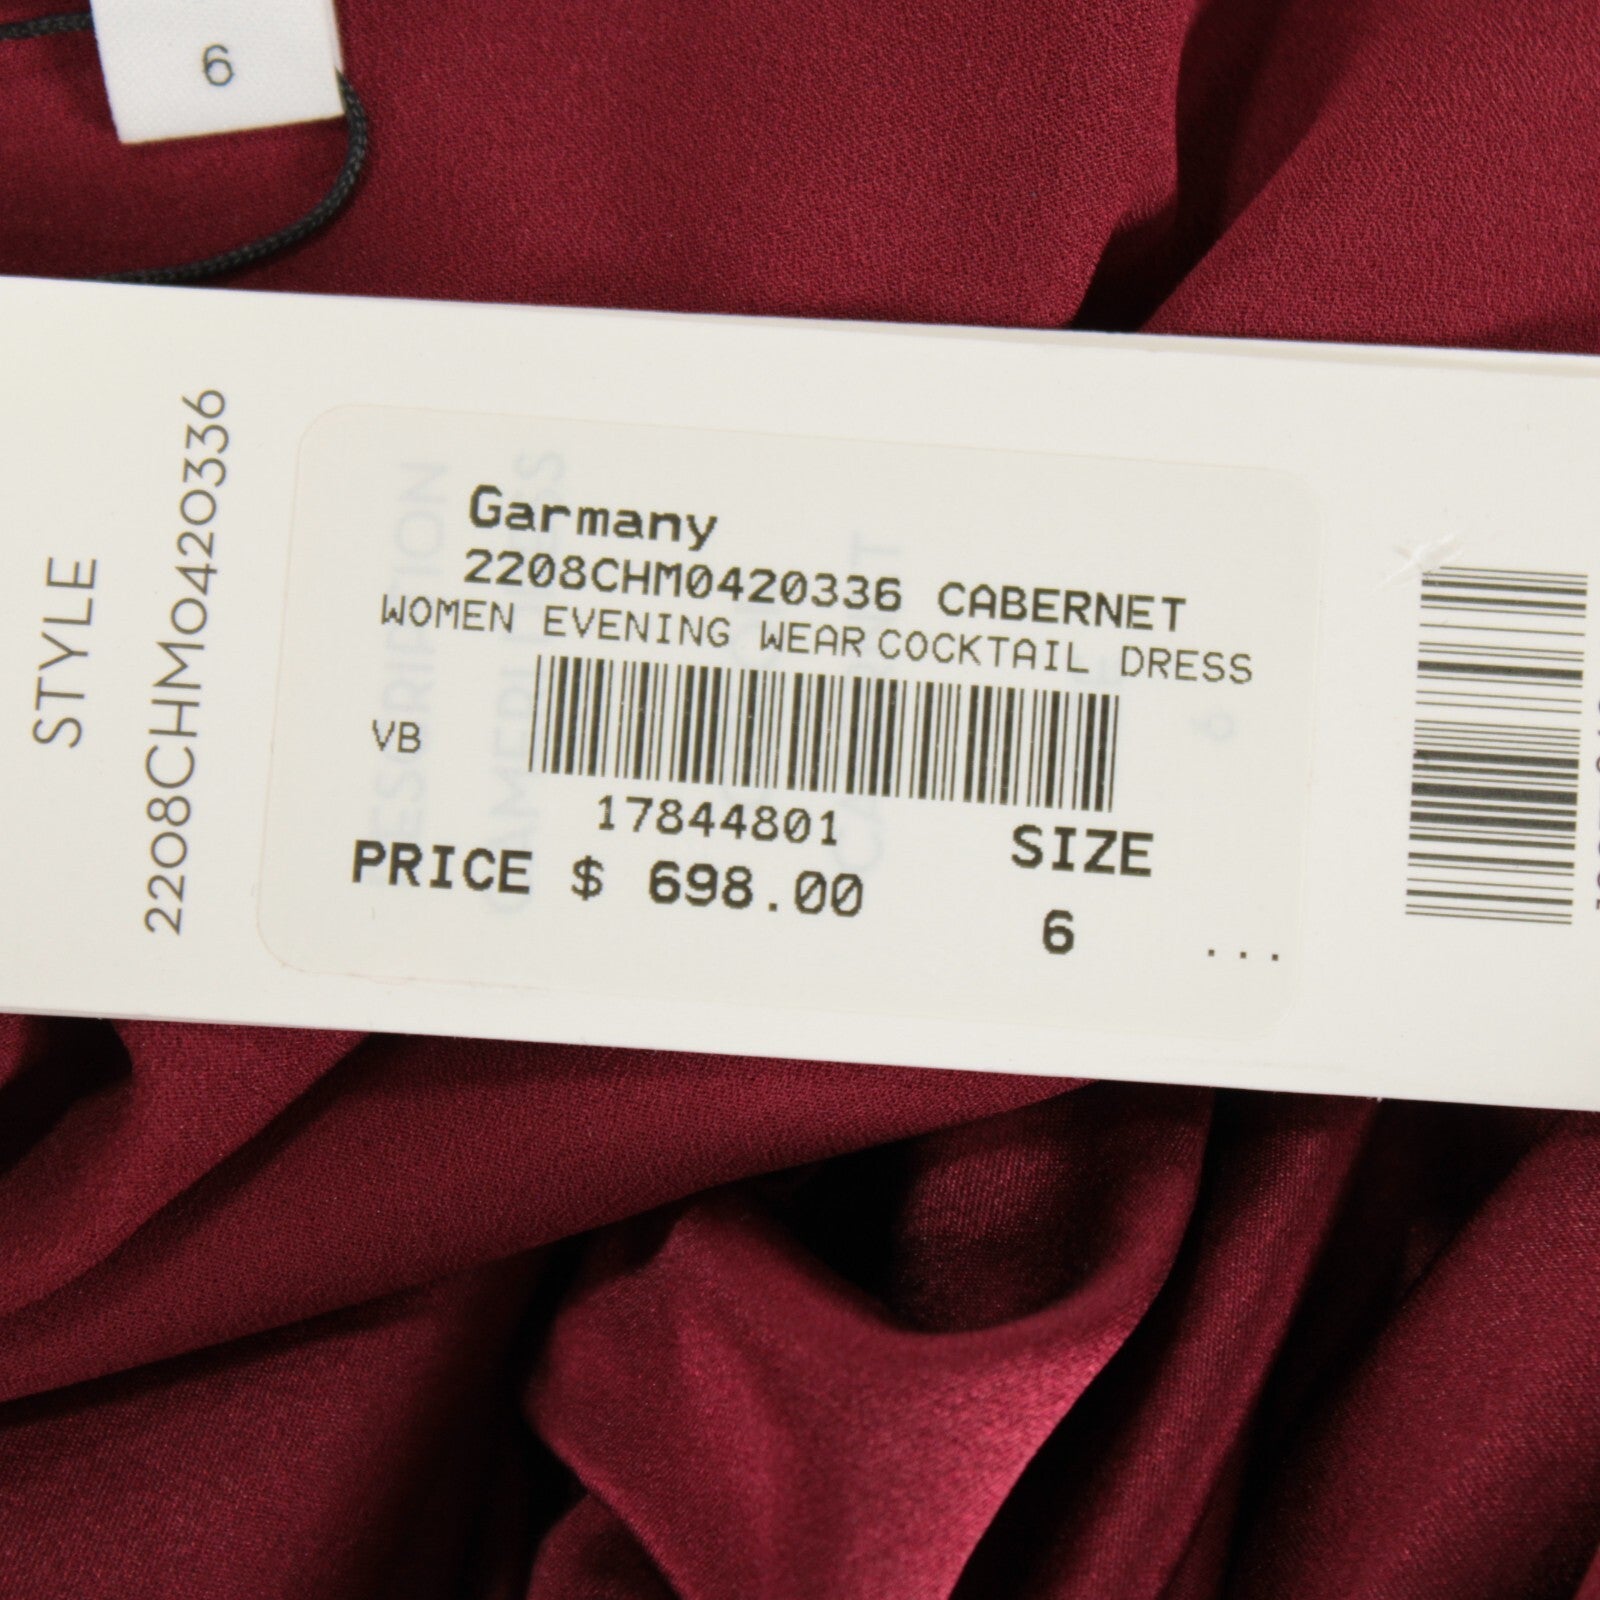 6
STYLE
2208CHM0420336
Garmany
2208CHM0420336 CABERNET
WOMEN EVENING WEAR COCKTAIL DRESS
VB
17844801
SIZE
PRICE $ 698.00
6
...